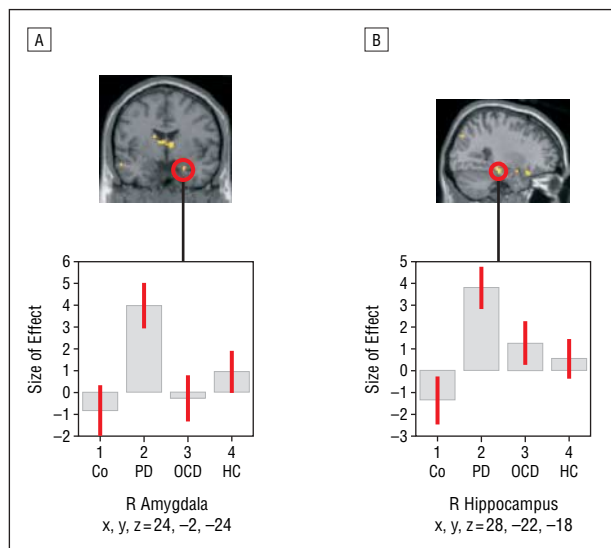 A
Size of Effect
6
5
4
3
2
1
0
−1
−2
1 2 3 4
Co PD OCD HC
R Amygdala
x, y, z=24, −2, −24
B
Size of Effect
5
4
3
2
1
0
−1
−2
−3
1 2 3 4
Co PD OCD HC
R Hippocampus
x, y, z=28, −22, −18